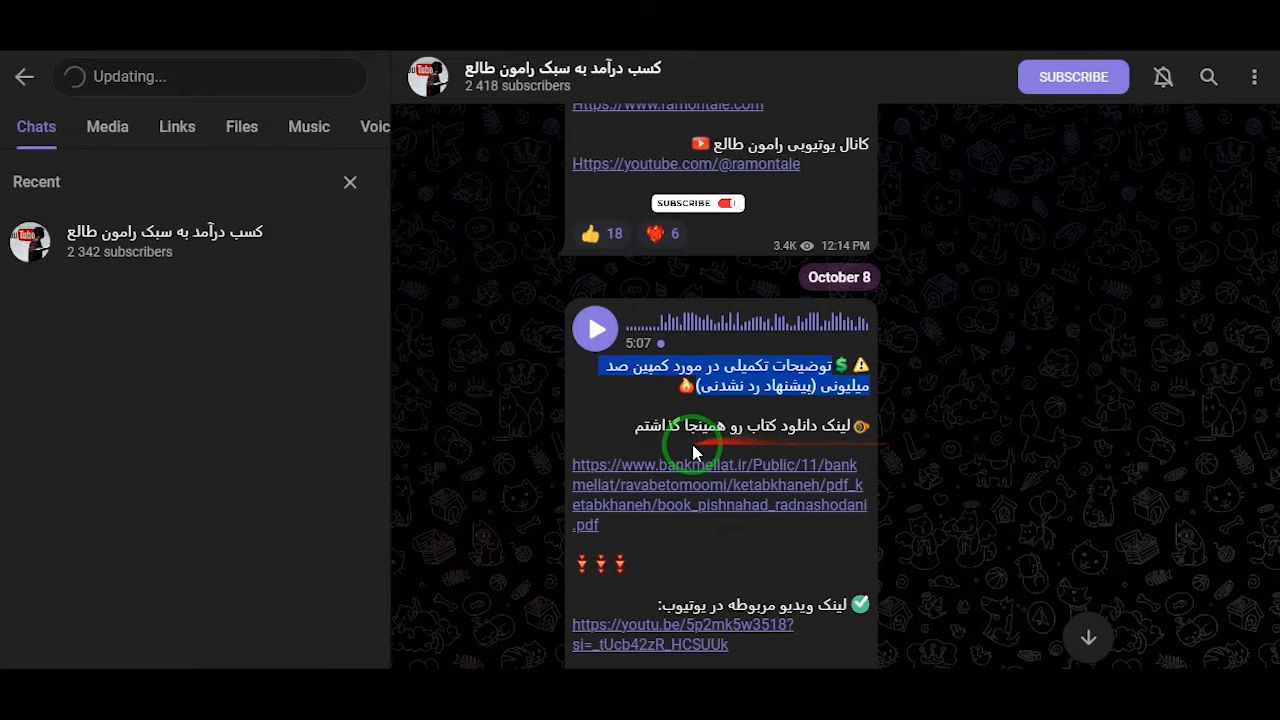 Updating...
Chats Media Links Files Music Voic
Recent
کسب درآمد به سبک رامون طالع
2 342 subscribers
کسب درآمد به سبک رامون طالع
2 418 subscribers
SUBSCRIBE
Https://www.ramontale.com
کانال یوتیوبی رامون طالع ▶️
Https://youtube.com/@ramontale
SUBSCRIBE
👍 18 ❤️‍🔥 6
3.4K 12:14 PM
October 8
5:07
⚠️💲توضیحات تکمیلی در مورد کمپین صد
میلیونی (پیشنهاد رد نشدنی)🔥
لینک دانلود کتاب رو همینجا گذاشتم
https://www.bankmellat.ir/Public/11/bank
mellat/ravabetomoomi/ketabkhaneh/pdf_k
etabkhaneh/book_pishnahad_radnashodani
.pdf
✅ لینک ویدیو مربوطه در یوتیوب:
https://youtu.be/5p2mk5w3518?
si=_tUcb42zR_HCSUUk